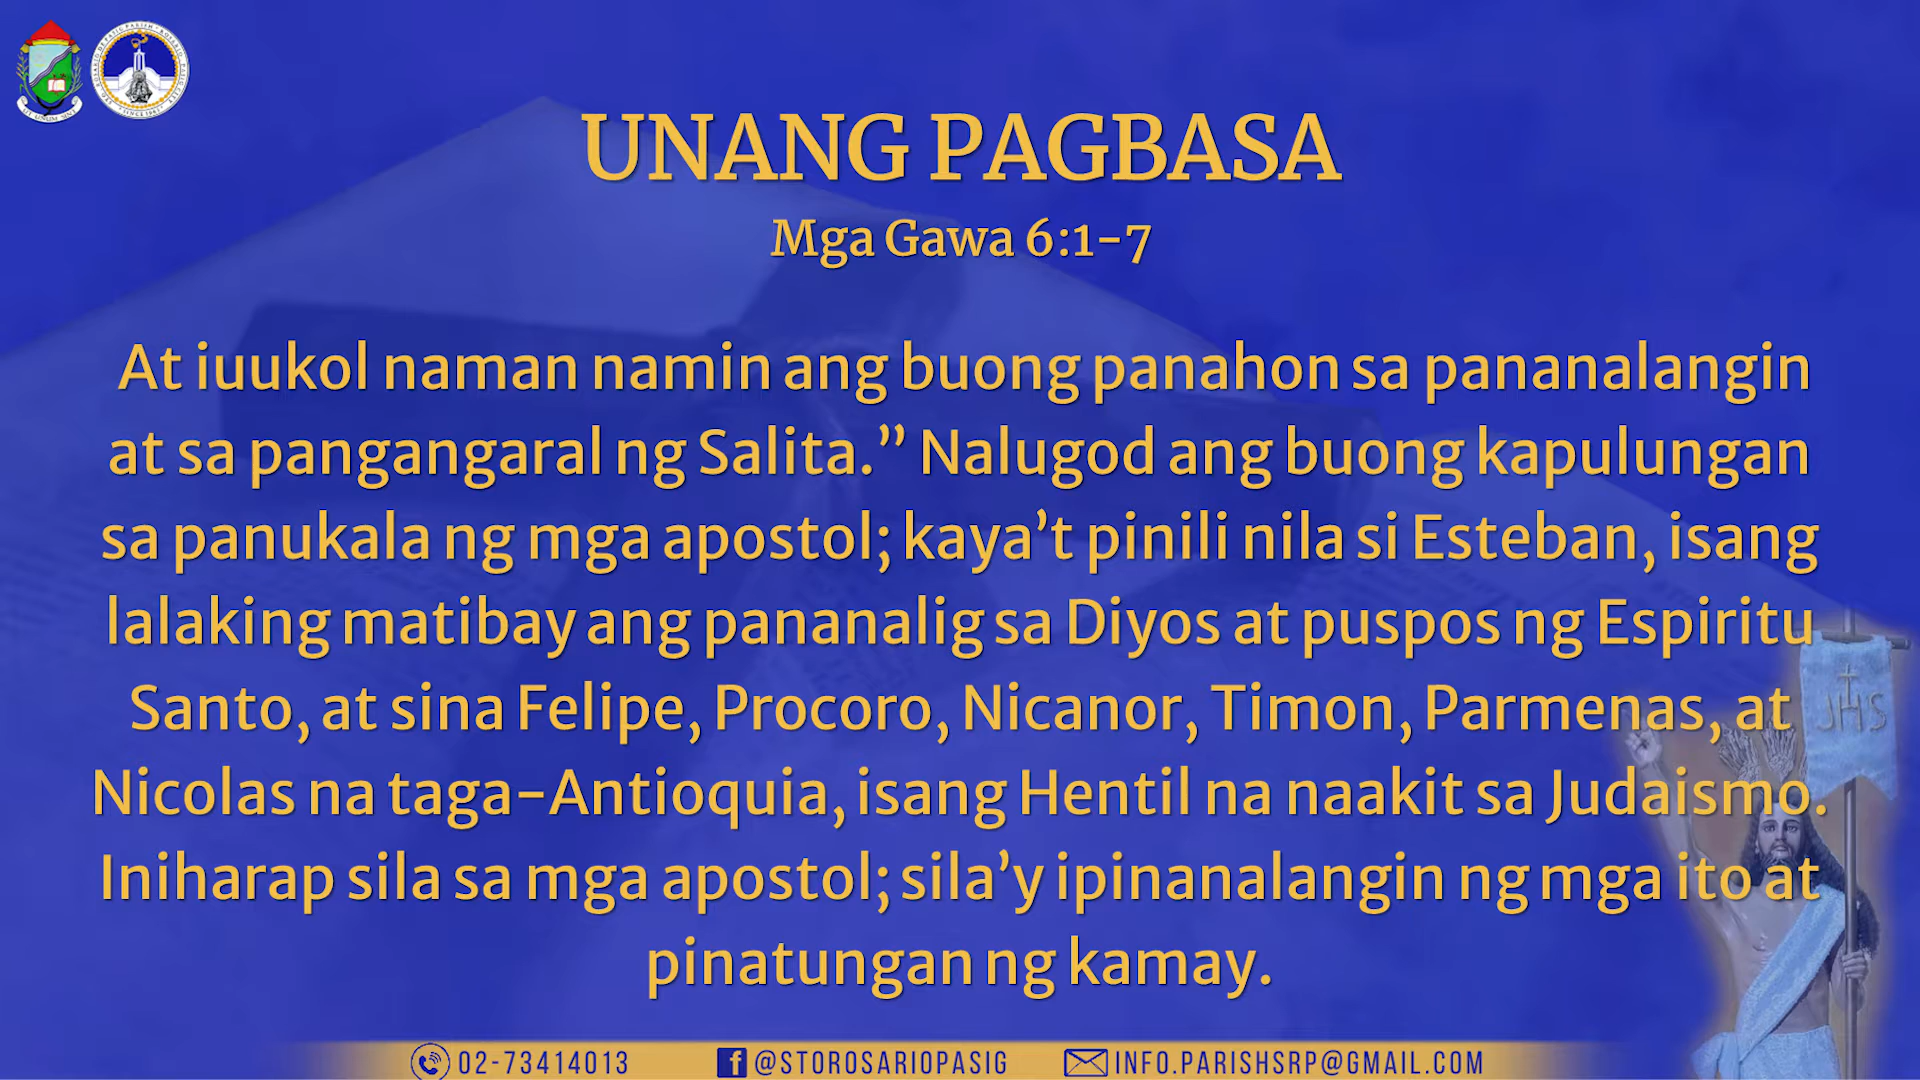 UNANG PAGBASA
Mga Gawa 6:1-7
At iuukol naman namin ang buong panahon sa pananalangin
at sa pangangaral ng Salita.” Nalugod ang buong kapulungan
sa panukala ng mga apostol; kaya’t pinili nila si Esteban, isang
lalaking matibay ang pananalig sa Diyos at puspos ng Espiritu
Santo, at sina Felipe, Procoro, Nicanor, Timon, Parmenas, at
Nicolas na taga-Antioquia, isang Hentil na naakit sa Judaismo.
Iniharap sila sa mga apostol; sila’y ipinanalangin ng mga ito at
pinatungan ng kamay.
JHS
02-73414013 @STOROSARIOPASIG INFO.PARISHSRP@GMAIL.COM